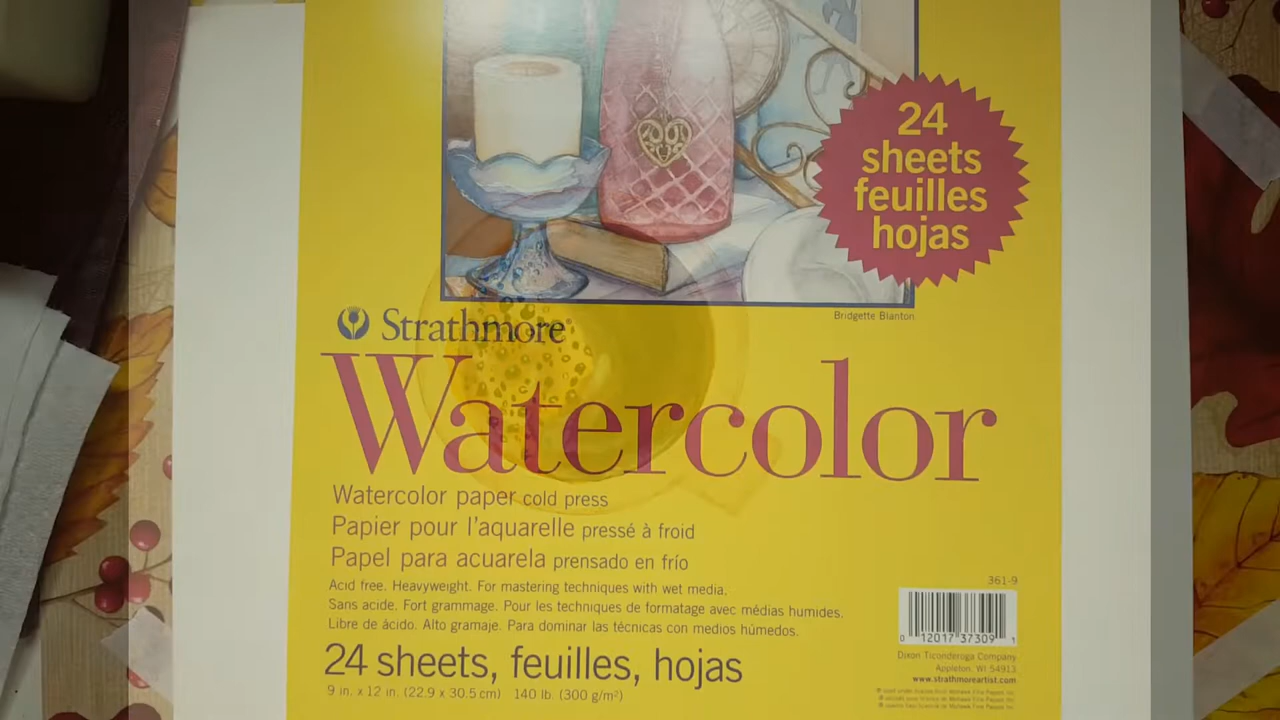 24
sheets
feuilles
hojas
Bridgette Blanton
Strathmore
Watercolor
Watercolor paper cold press
Papier pour l'aquarelle pressé à froid
Papel para acuarela prensado en frío
361-9
Acid free. Heavyweight. For mastering techniques with wet media.
Sans acide. Fort grammage. Pour les techniques de formatage avec médias humides.
Libre de ácido. Alto gramaje. Para dominar las técnicas con medios húmedos.
0 12017 37309 1
24 sheets, feuilles, hojas
9 in. x 12 in. (22.9 x 30.5 cm) 140 lb. (300 g/m²)
Dixon Ticonderoga Company
Appleton, WI 54913
www.strathmoreartist.com